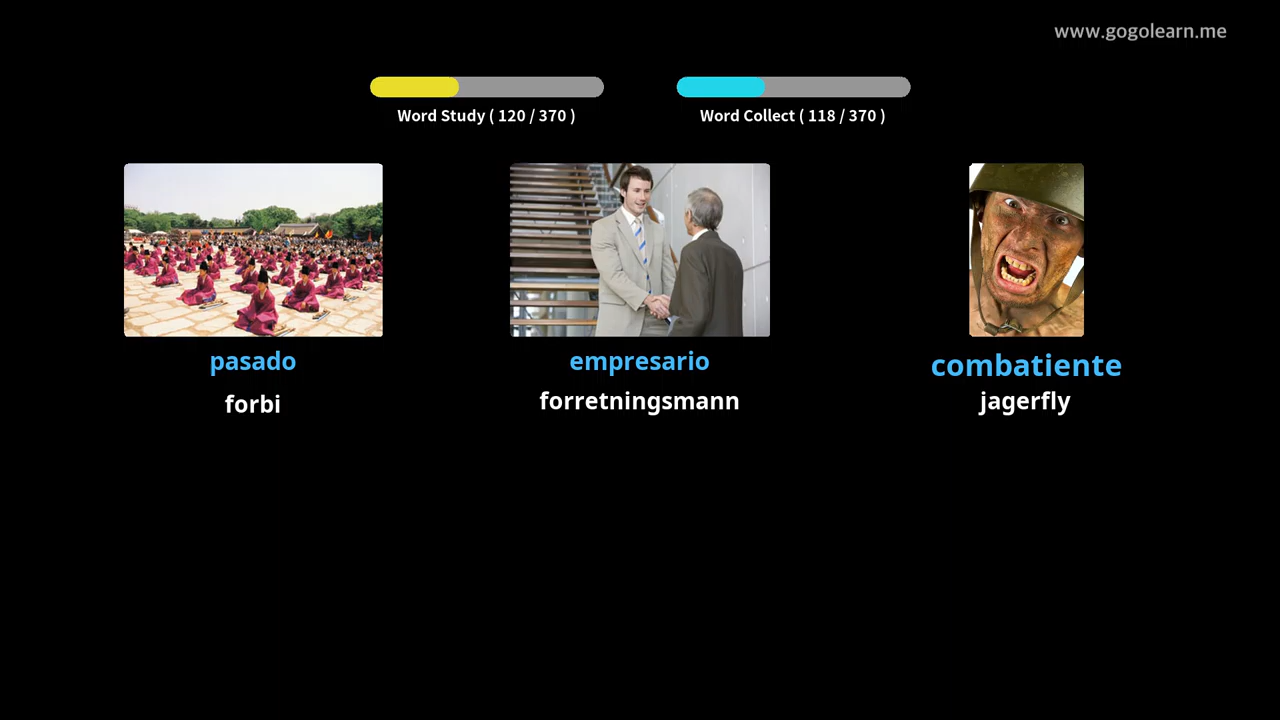 www.gogolearn.me
Word Study ( 120 / 370 )
Word Collect ( 118 / 370 )
pasado
forbi
empresario
forretningsmann
combatiente
jagerfly